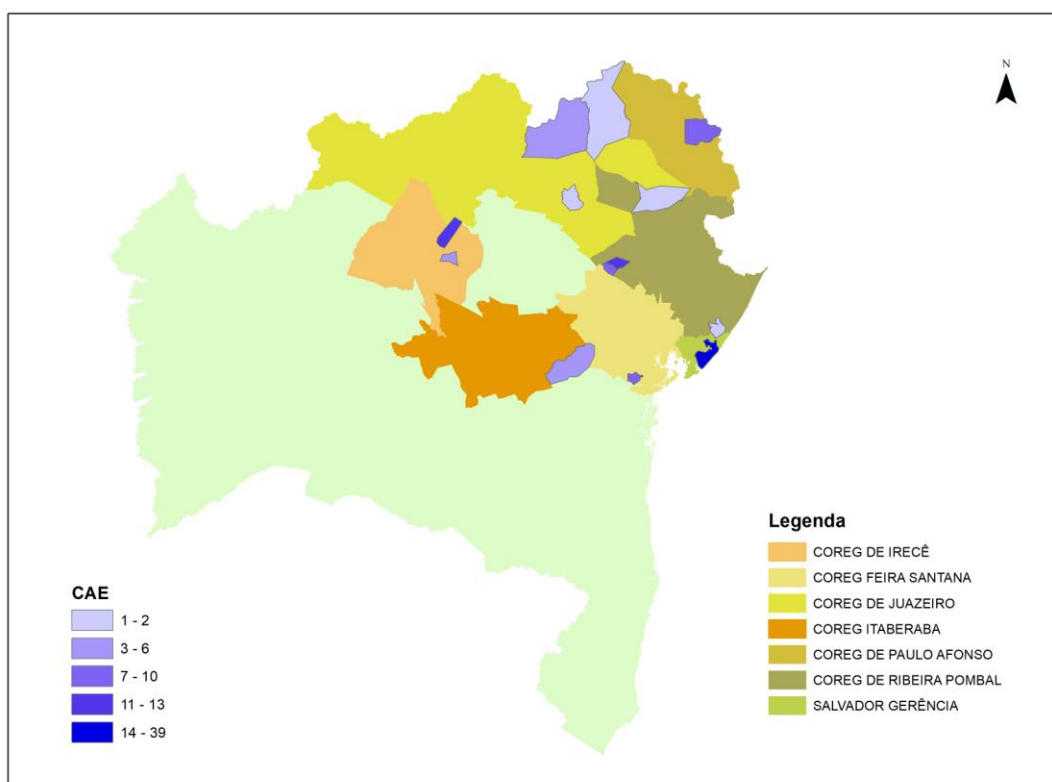 N
Legenda
COREG DE IRECÊ
COREG FEIRA SANTANA
COREG DE JUAZEIRO
COREG ITABERABA
COREG DE PAULO AFONSO
COREG DE RIBEIRA POMBAL
SALVADOR GERÊNCIA
CAE
1 - 2
3 - 6
7 - 10
11 - 13
14 - 39